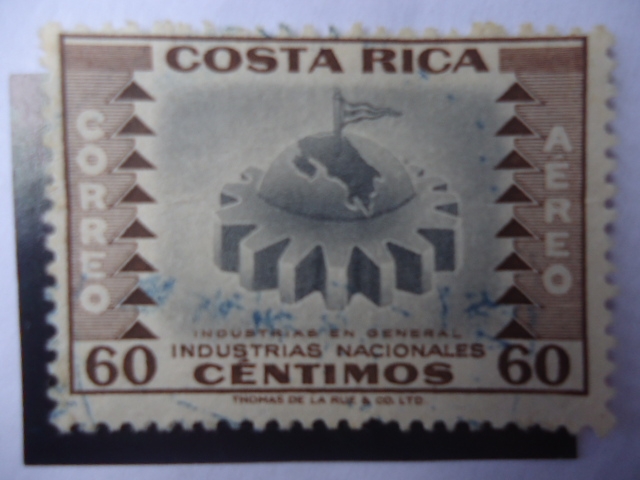 COSTA RICA
CORREO
AÉREO
INDUSTRIAS EN GENERAL
INDUSTRIAS NACIONALES
60 CÉNTIMOS 60
THOMAS DE LA RUE & CO. LTD.